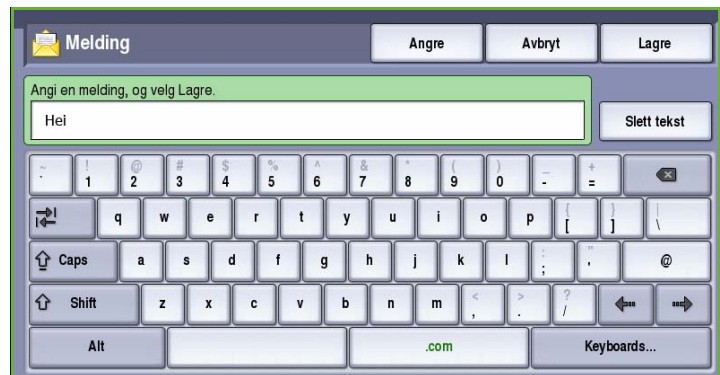 Melding
Angre
Avbryt
Lagre
Angi en melding, og velg Lagre.
Hei
Slett tekst
~ ! @ # $ % ^ & * ( ) _ +
. 1 2 3 4 5 6 7 8 9 0 - =
q w e r t y u i o p { [ } ] | \
Caps a s d f g h j k l : ; " ' @
Shift z x c v b n m < , > . ? /
Alt .com Keyboards...